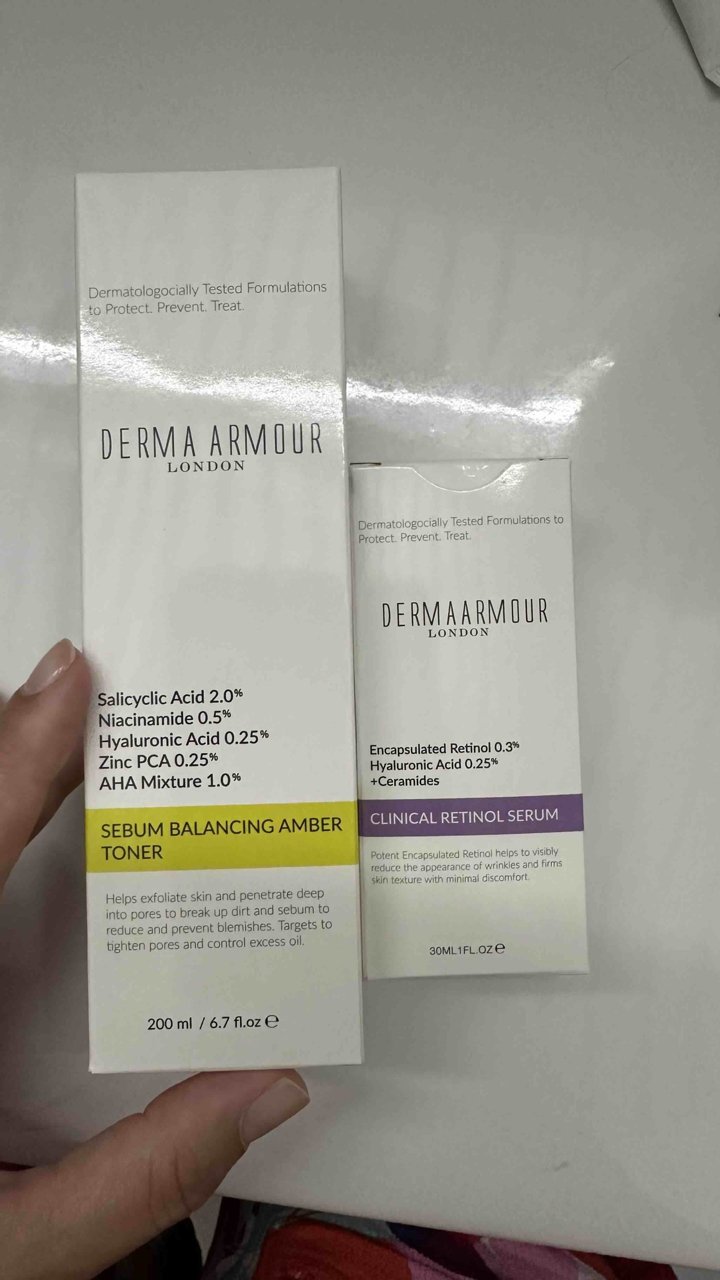 Dermatologocially Tested Formulations
to Protect. Prevent. Treat.
DERMA ARMOUR
LONDON
Salicyclic Acid 2.0%
Niacinamide 0.5%
Hyaluronic Acid 0.25%
Zinc PCA 0.25%
AHA Mixture 1.0%
SEBUM BALANCING AMBER
TONER
Helps exfoliate skin and penetrate deep
into pores to break up dirt and sebum to
reduce and prevent blemishes. Targets to
tighten pores and control excess oil.
200 ml / 6.7 fl.oz ℮
Dermatologocially Tested Formulations to
Protect. Prevent. Treat.
DERMAARMOUR
LONDON
Encapsulated Retinol 0.3%
Hyaluronic Acid 0.25%
+Ceramides
CLINICAL RETINOL SERUM
Potent Encapsulated Retinol helps to visibly
reduce the appearance of wrinkles and firms
skin texture with minimal discomfort.
30ML1FL.OZ ℮